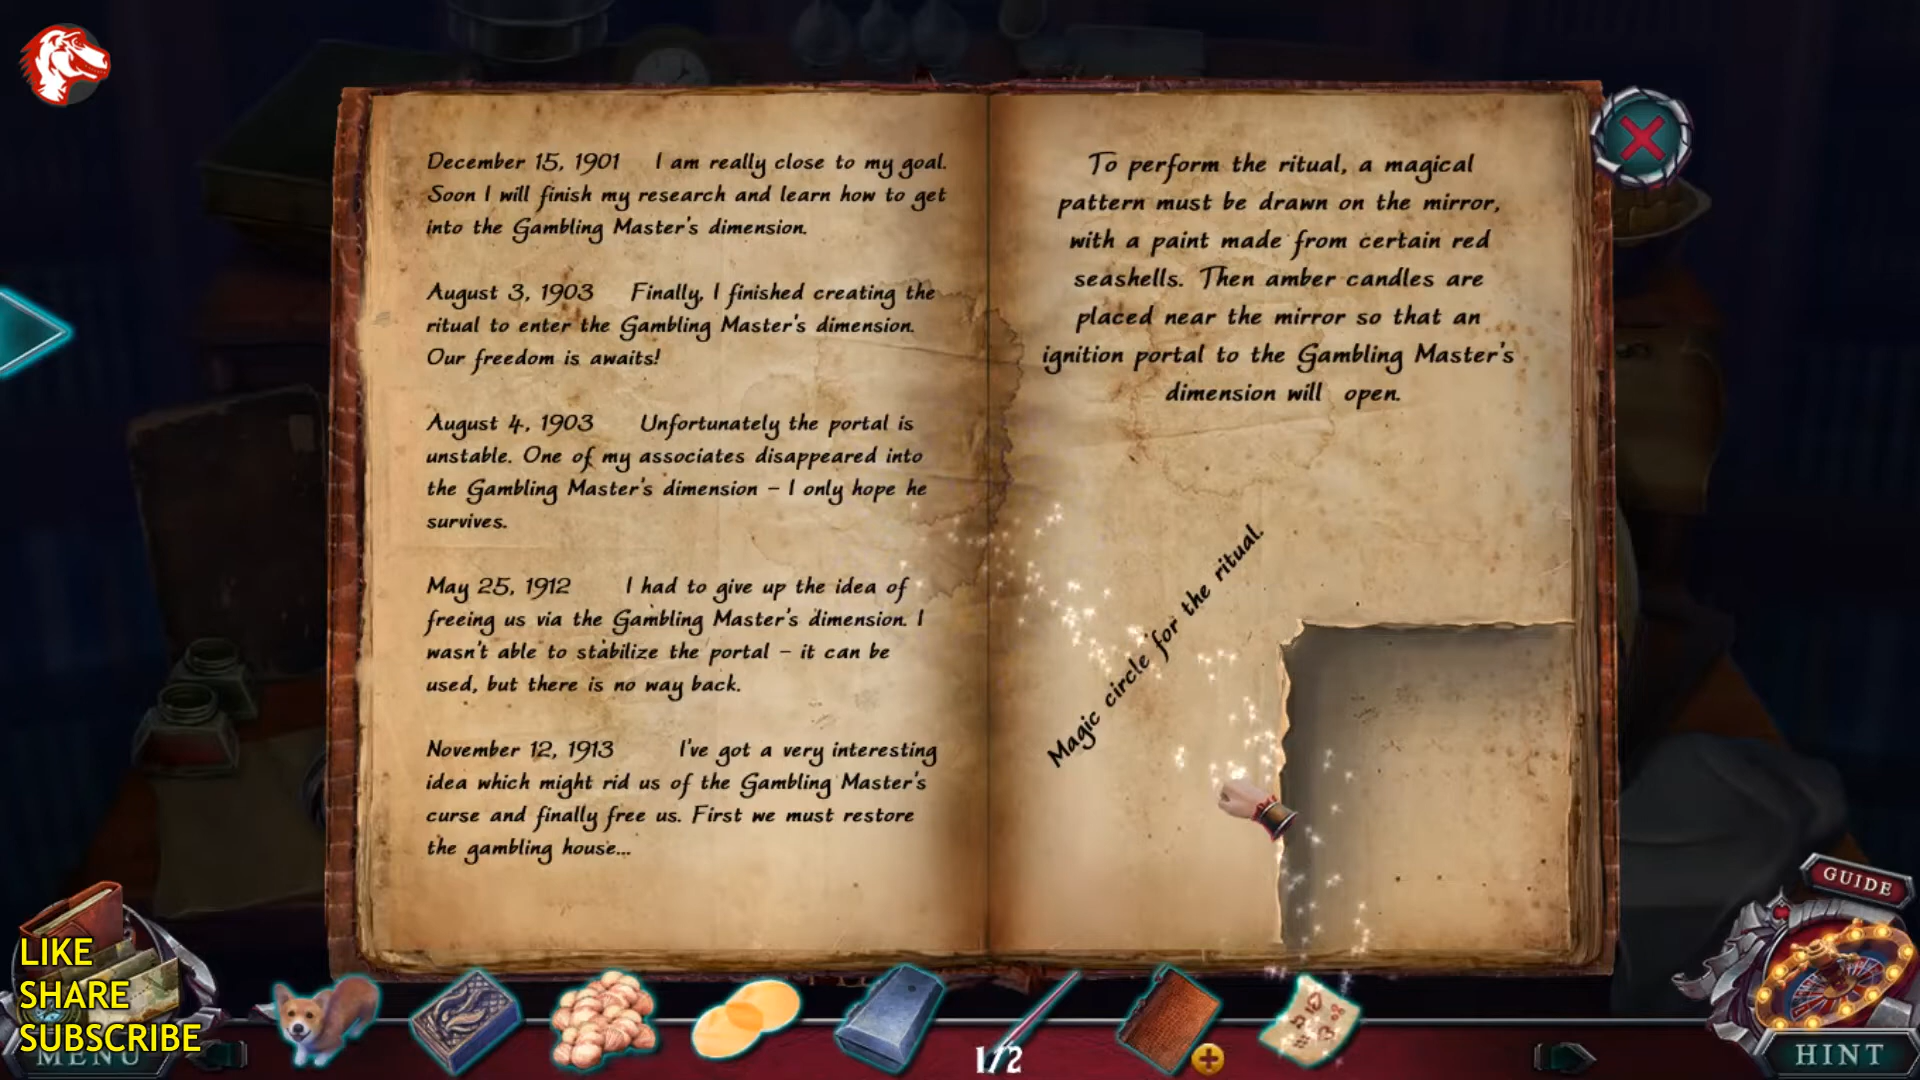 December 15, 1901 I am really close to my goal.
Soon I will finish my research and learn how to get
into the Gambling Master's dimension.
August 3, 1903 Finally, I finished creating the
ritual to enter the Gambling Master's dimension.
Our freedom is awaits!
August 4, 1903 Unfortunately the portal is
unstable. One of my associates disappeared into
the Gambling Master's dimension – I only hope he
survives.
May 25, 1912 I had to give up the idea of
freeing us via the Gambling Master's dimension. I
wasn't able to stabilize the portal – it can be
used, but there is no way back.
November 12, 1913 I've got a very interesting
idea which might rid us of the Gambling Master's
curse and finally free us. First we must restore
the gambling house...
To perform the ritual, a magical
pattern must be drawn on the mirror,
with a paint made from certain red
seashells. Then amber candles are
placed near the mirror so that an
ignition portal to the Gambling Master's
dimension will open.
Magic circle for the ritual.
GUIDE
LIKE
SHARE
SUBSCRIBE
MENU
1/2
HINT